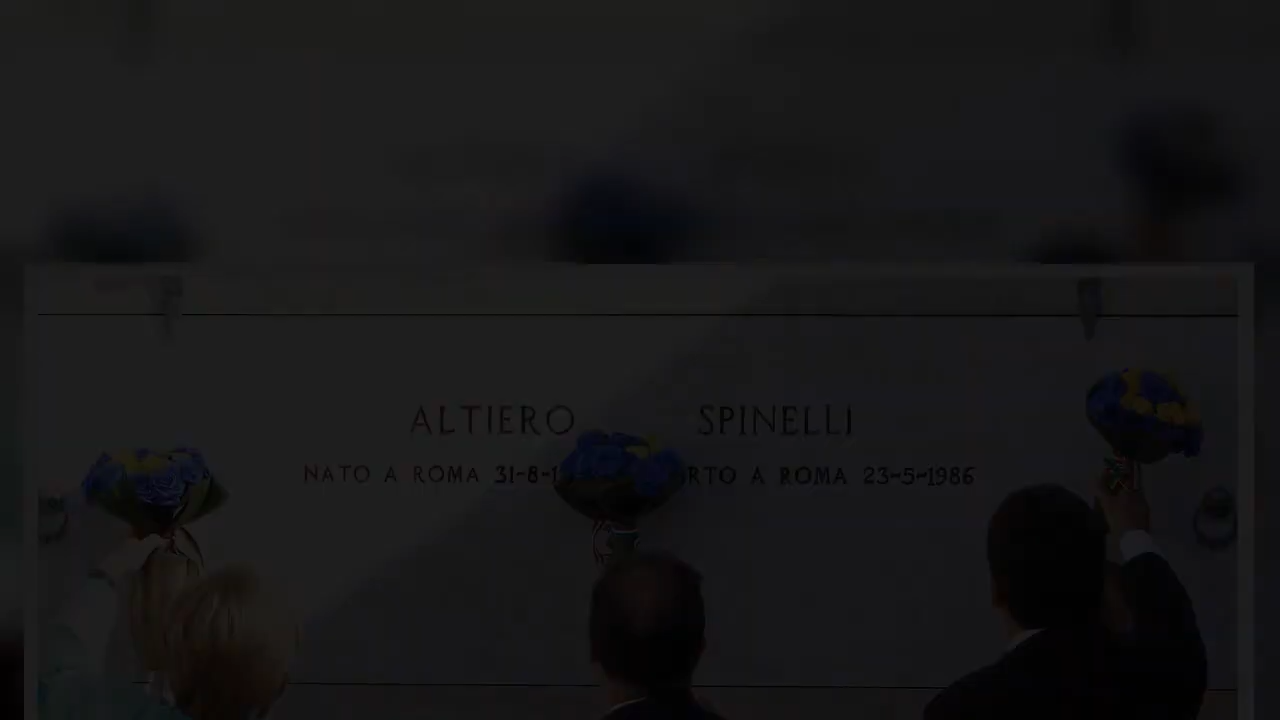 ALTIERO SPINELLI
NATO A ROMA 31-8-1 RTO A ROMA 23-5-1986